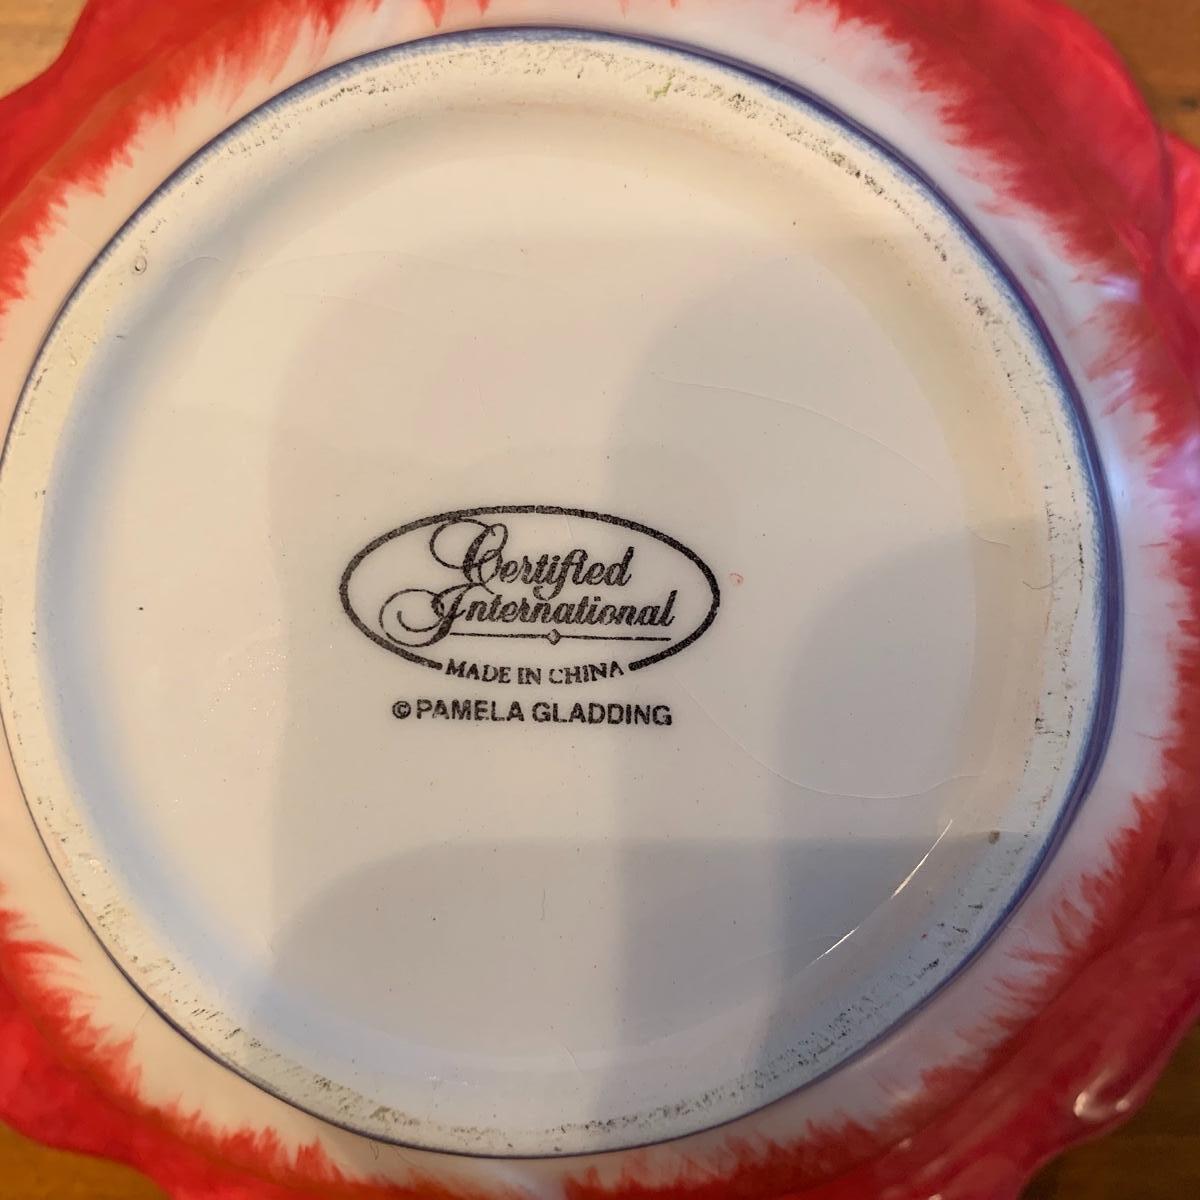 Certified
International
MADE IN CHINA
©PAMELA GLADDING